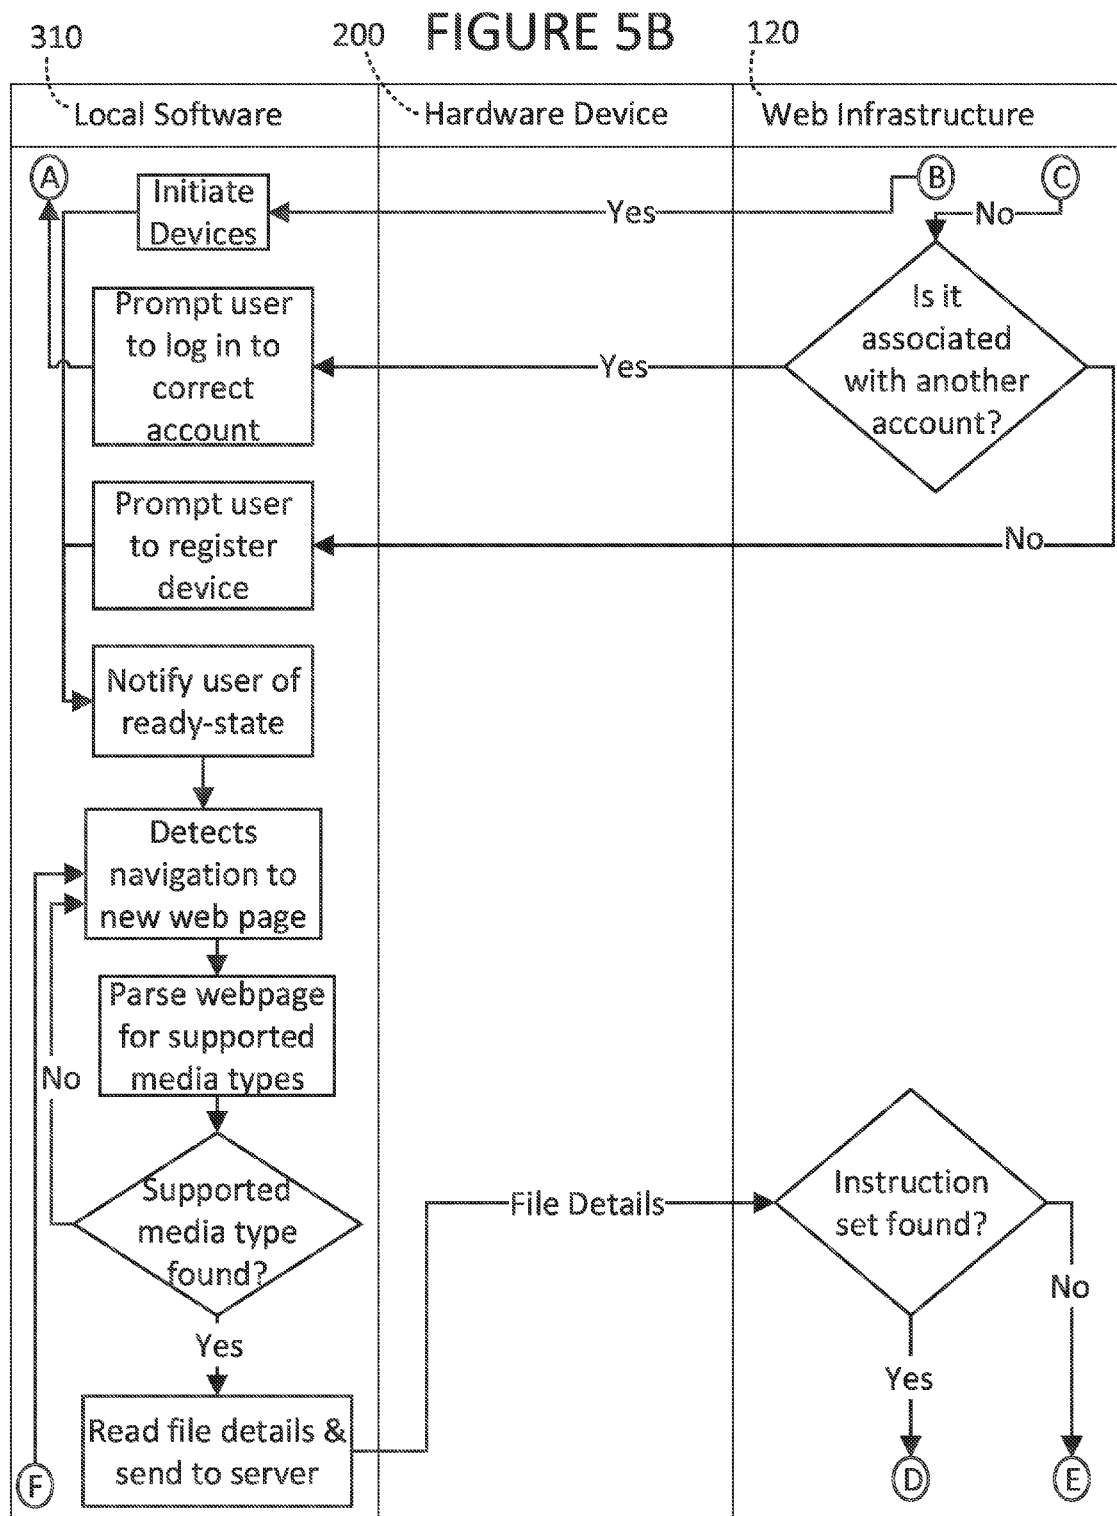 FIGURE 5B
310
200
120
Local Software
Hardware Device
Web Infrastructure
A
Initiate
Devices
Yes
B
C
No
Prompt user
to log in to
correct
account
Yes
Is it
associated
with another
account?
Prompt user
to register
device
No
Notify user of
ready-state
Detects
navigation to
new web page
Parse webpage
for supported
media types
No
Supported
media type
found?
File Details
Instruction
set found?
No
Yes
Yes
Read file details &
send to server
F
D
E